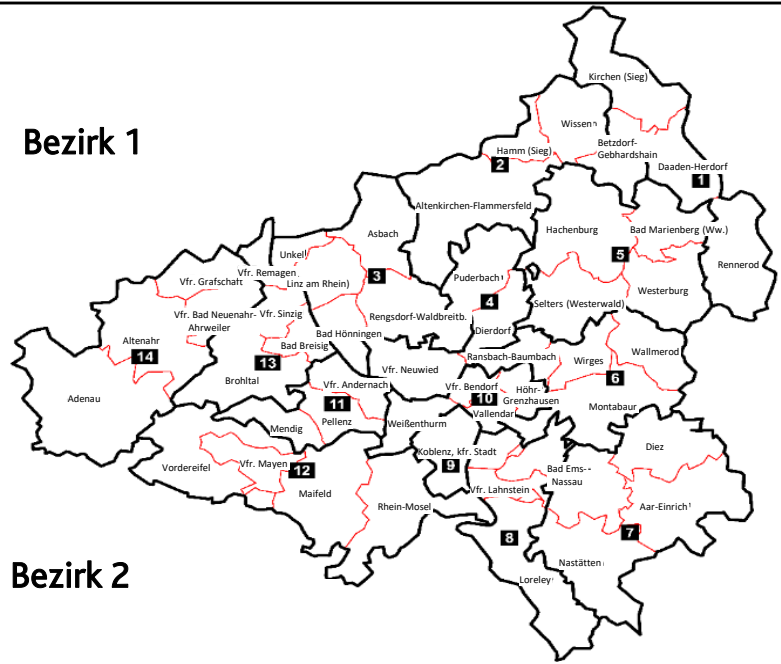 Kirchen (Sieg)
Bezirk 1
Wissen
Hamm (Sieg)
Betzdorf-
Gebhardshain
2
Daaden-Herdorf
1
Altenkirchen-Flammersfeld
Asbach
Hachenburg
Bad Marienberg (Ww.)
Unkel
5
Rennerod
Vfr. Remagen
Puderbach
Vfr. Grafschaft
Linz am Rhein)
3
Westerburg
4
Selters (Westerwald)
Vfr. Bad Neuenahr-
Ahrweiler
Vfr. Sinzig
Rengsdorf-Waldbreitb.
Dierdorf
Bad Hönningen
Altenahr
Bad Breisig
14
13
Ransbach-Baumbach
Wirges
Wallmerod
Vfr. Neuwied
Brohltal
6
Adenau
Vfr. Andernach
Vfr. Bendorf
Höhr-
Grenzhausen
11
10
Montabaur
Pellenz
Vallendar
Mendig
Weißenthurm
Koblenz, kfr. Stadt
Diez
Vordereifel
Vfr. Mayen
12
9
Bad Ems-
Nassau
Maifeld
Vfr. Lahnstein
Rhein-Mosel
Aar-Einrich
8
7
Nastätten
Bezirk 2
Loreley